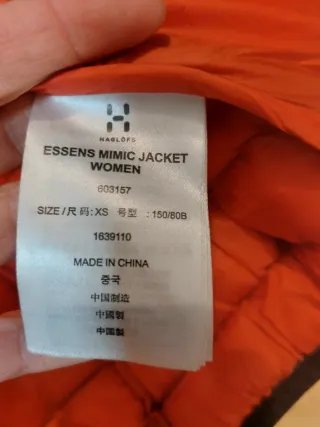 HAGLÖFS
ESSENS MIMIC JACKET
WOMEN
603157
SIZE/尺码:XS 号型 :150/80B
1639110
MADE IN CHINA
중국
中国制造
中國製
中国製